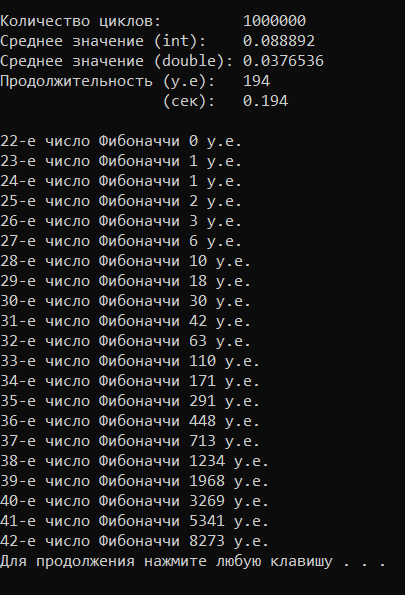 Количество циклов: 1000000
Среднее значение (int): 0.088892
Среднее значение (double): 0.0376536
Продолжительность (у.е): 194
(сек): 0.194
22-е число Фибоначчи 0 у.е.
23-е число Фибоначчи 1 у.е.
24-е число Фибоначчи 1 у.е.
25-е число Фибоначчи 2 у.е.
26-е число Фибоначчи 3 у.е.
27-е число Фибоначчи 6 у.е.
28-е число Фибоначчи 10 у.е.
29-е число Фибоначчи 18 у.е.
30-е число Фибоначчи 30 у.е.
31-е число Фибоначчи 42 у.е.
32-е число Фибоначчи 63 у.е.
33-е число Фибоначчи 110 у.е.
34-е число Фибоначчи 171 у.е.
35-е число Фибоначчи 291 у.е.
36-е число Фибоначчи 448 у.е.
37-е число Фибоначчи 713 у.е.
38-е число Фибоначчи 1234 у.е.
39-е число Фибоначчи 1968 у.е.
40-е число Фибоначчи 3269 у.е.
41-е число Фибоначчи 5341 у.е.
42-е число Фибоначчи 8273 у.е.
Для продолжения нажмите любую клавишу . . .